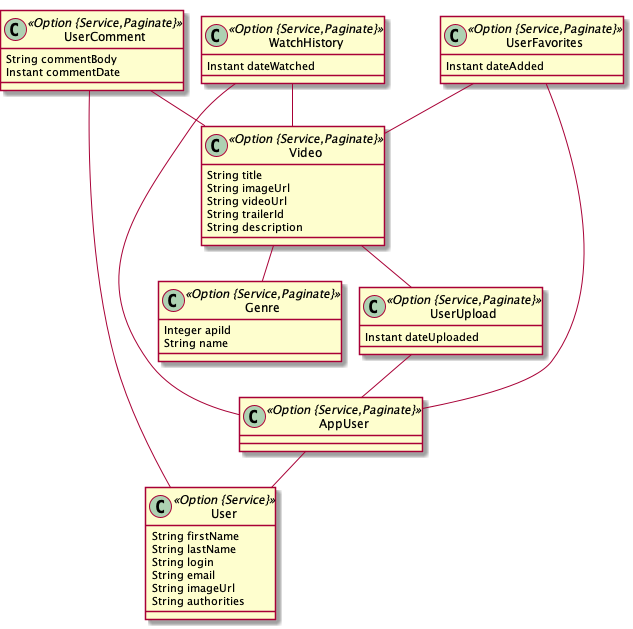 C «Option {Service,Paginate}»
UserComment
String commentBody
Instant commentDate
C «Option {Service,Paginate}»
WatchHistory
Instant dateWatched
C «Option {Service,Paginate}»
UserFavorites
Instant dateAdded
C «Option {Service,Paginate}»
Video
String title
String imageUrl
String videoUrl
String trailerId
String description
C «Option {Service,Paginate}»
Genre
Integer apiId
String name
C «Option {Service,Paginate}»
UserUpload
Instant dateUploaded
C «Option {Service,Paginate}»
AppUser
C «Option {Service}»
User
String firstName
String lastName
String login
String email
String imageUrl
String authorities